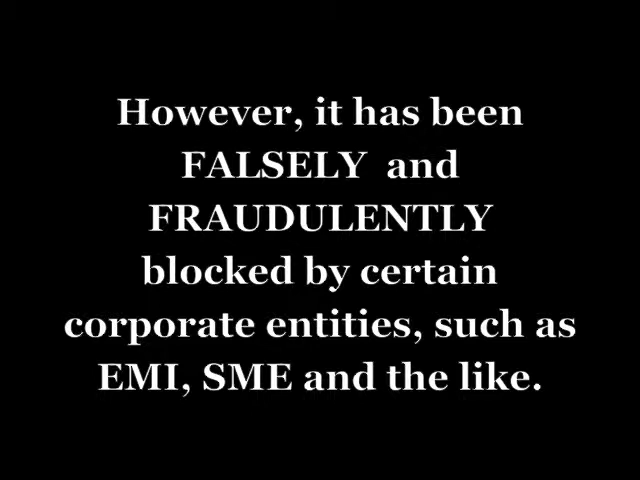 However, it has been
FALSELY  and
FRAUDULENTLY
blocked by certain
corporate entities, such as
EMI, SME and the like.